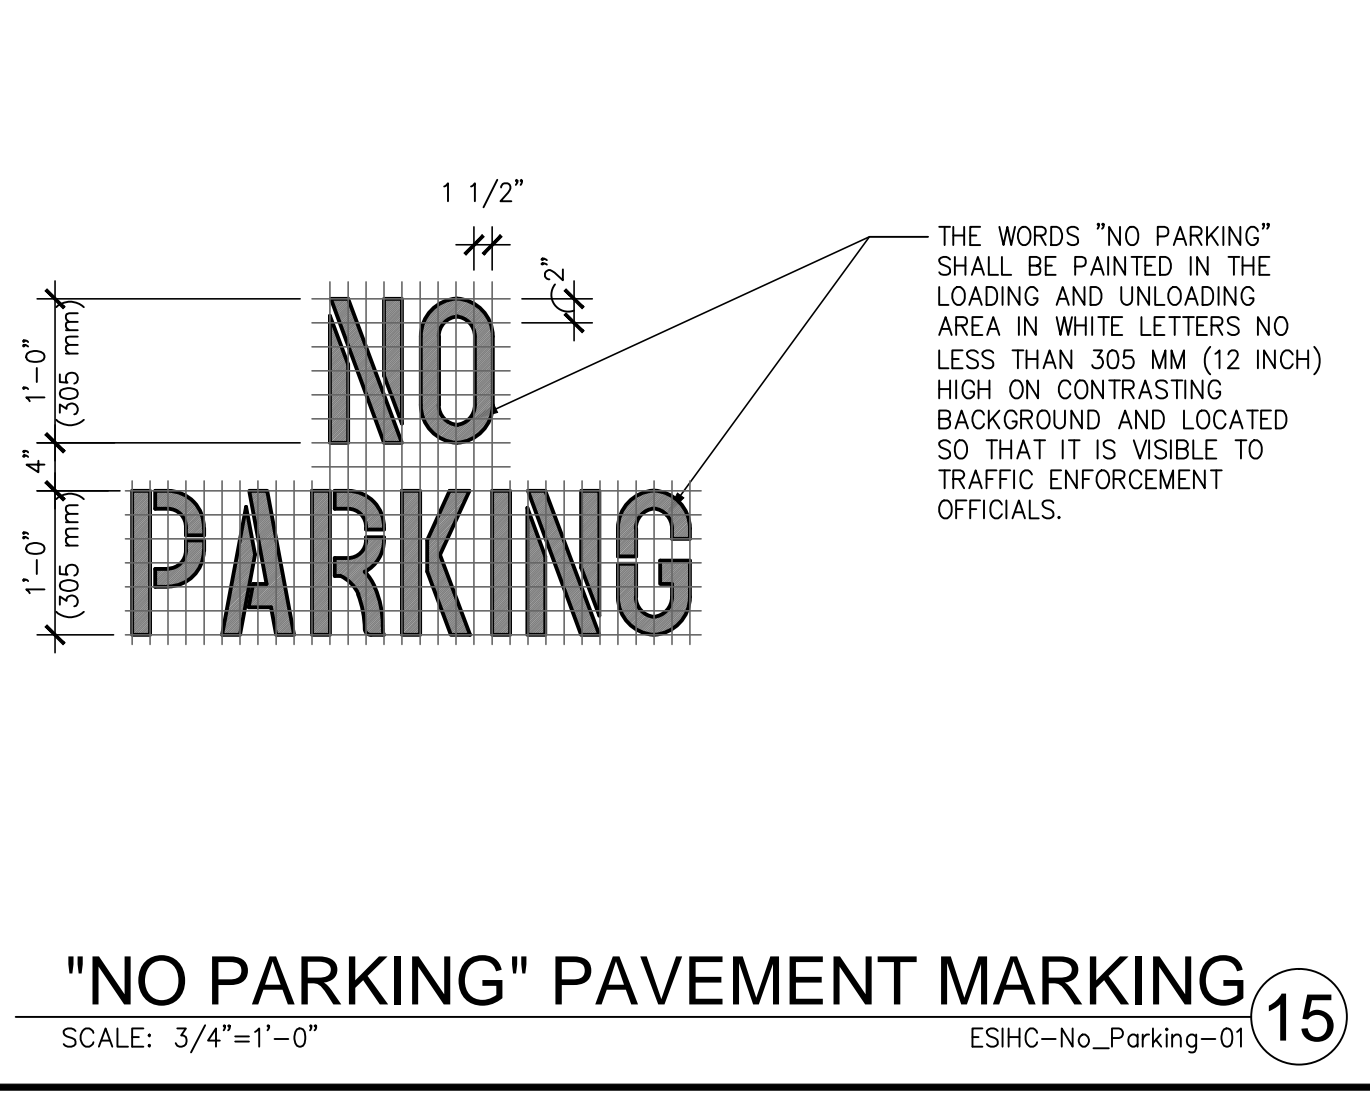 1 1/2”
2”
1’-0”
(305 mm)
4”
1’-0”
(305 mm)
NO
PARKING
THE WORDS ”NO PARKING”
SHALL BE PAINTED IN THE
LOADING AND UNLOADING
AREA IN WHITE LETTERS NO
LESS THAN 305 MM (12 INCH)
HIGH ON CONTRASTING
BACKGROUND AND LOCATED
SO THAT IT IS VISIBLE TO
TRAFFIC ENFORCEMENT
OFFICIALS.
"NO PARKING" PAVEMENT MARKING
15
SCALE: 3/4”=1’-0”
ESIHC-No_Parking-01